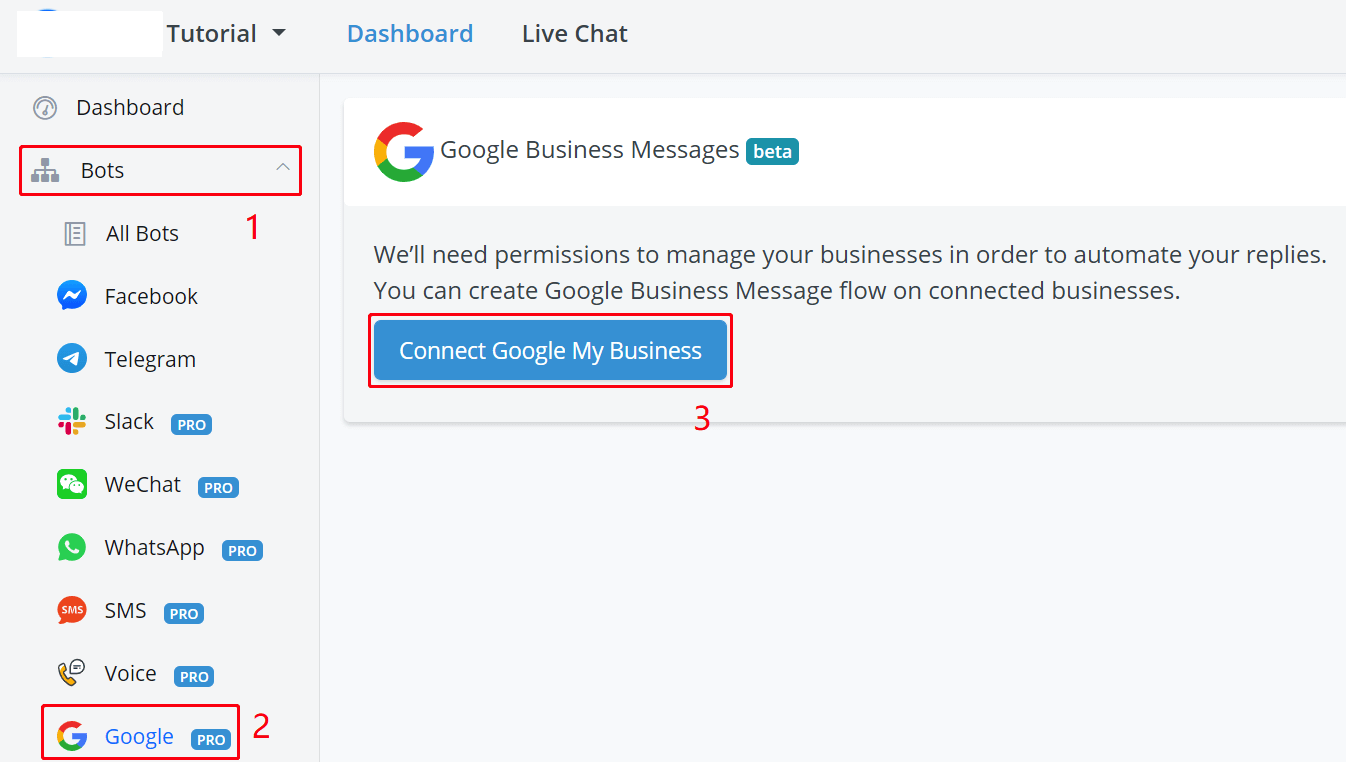 Tutorial Dashboard Live Chat
Dashboard
Bots
1
All Bots
Facebook
Telegram
Slack PRO
WeChat PRO
WhatsApp PRO
SMS SMS PRO
Voice PRO
Google PRO
2
Google Business Messages beta
We’ll need permissions to manage your businesses in order to automate your replies.
You can create Google Business Message flow on connected businesses.
Connect Google My Business
3